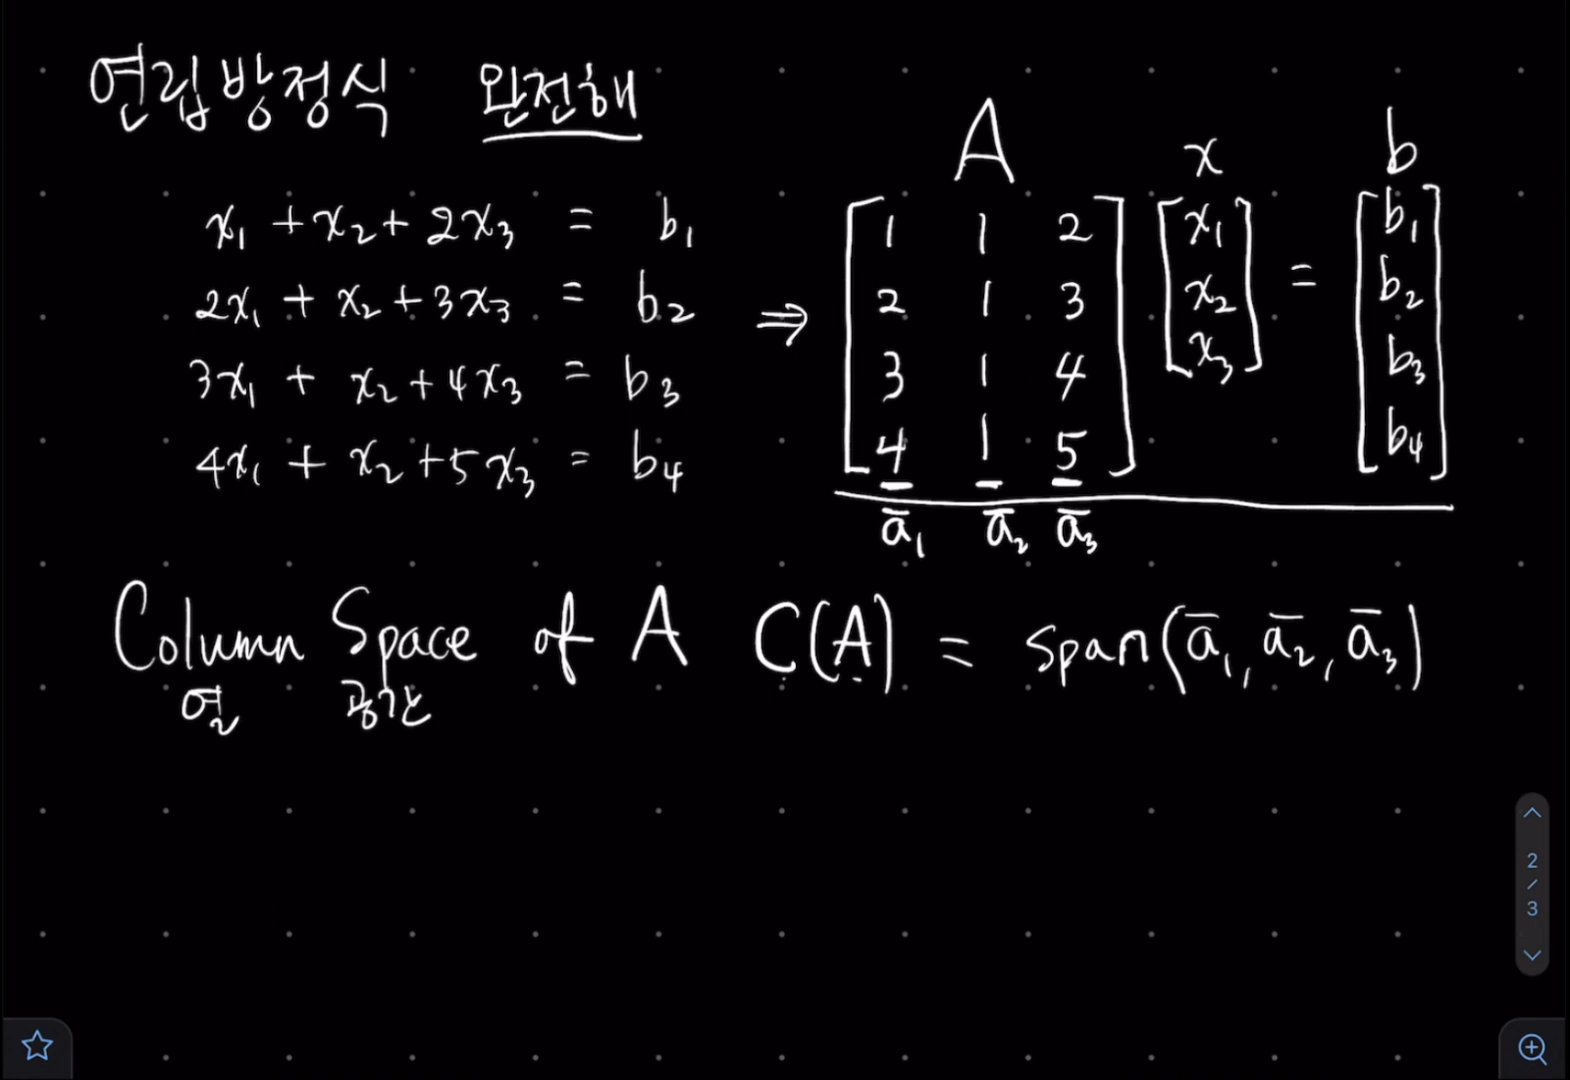 연립방정식 완전해
x₁ + x₂ + 2x₃ = b₁
2x₁ + x₂ + 3x₃ = b₂
3x₁ + x₂ + 4x₃ = b₃
4x₁ + x₂ + 5x₃ = b₄
⇒
A x b
[1 1 2] [x₁] = [b₁]
[2 1 3] [x₂] [b₂]
[3 1 4] [x₃] [b₃]
[4 1 5] [b₄]
ā₁ ā₂ ā₃
Column Space of A C(A) = span(ā₁, ā₂, ā₃)
열 공간
2
/
3